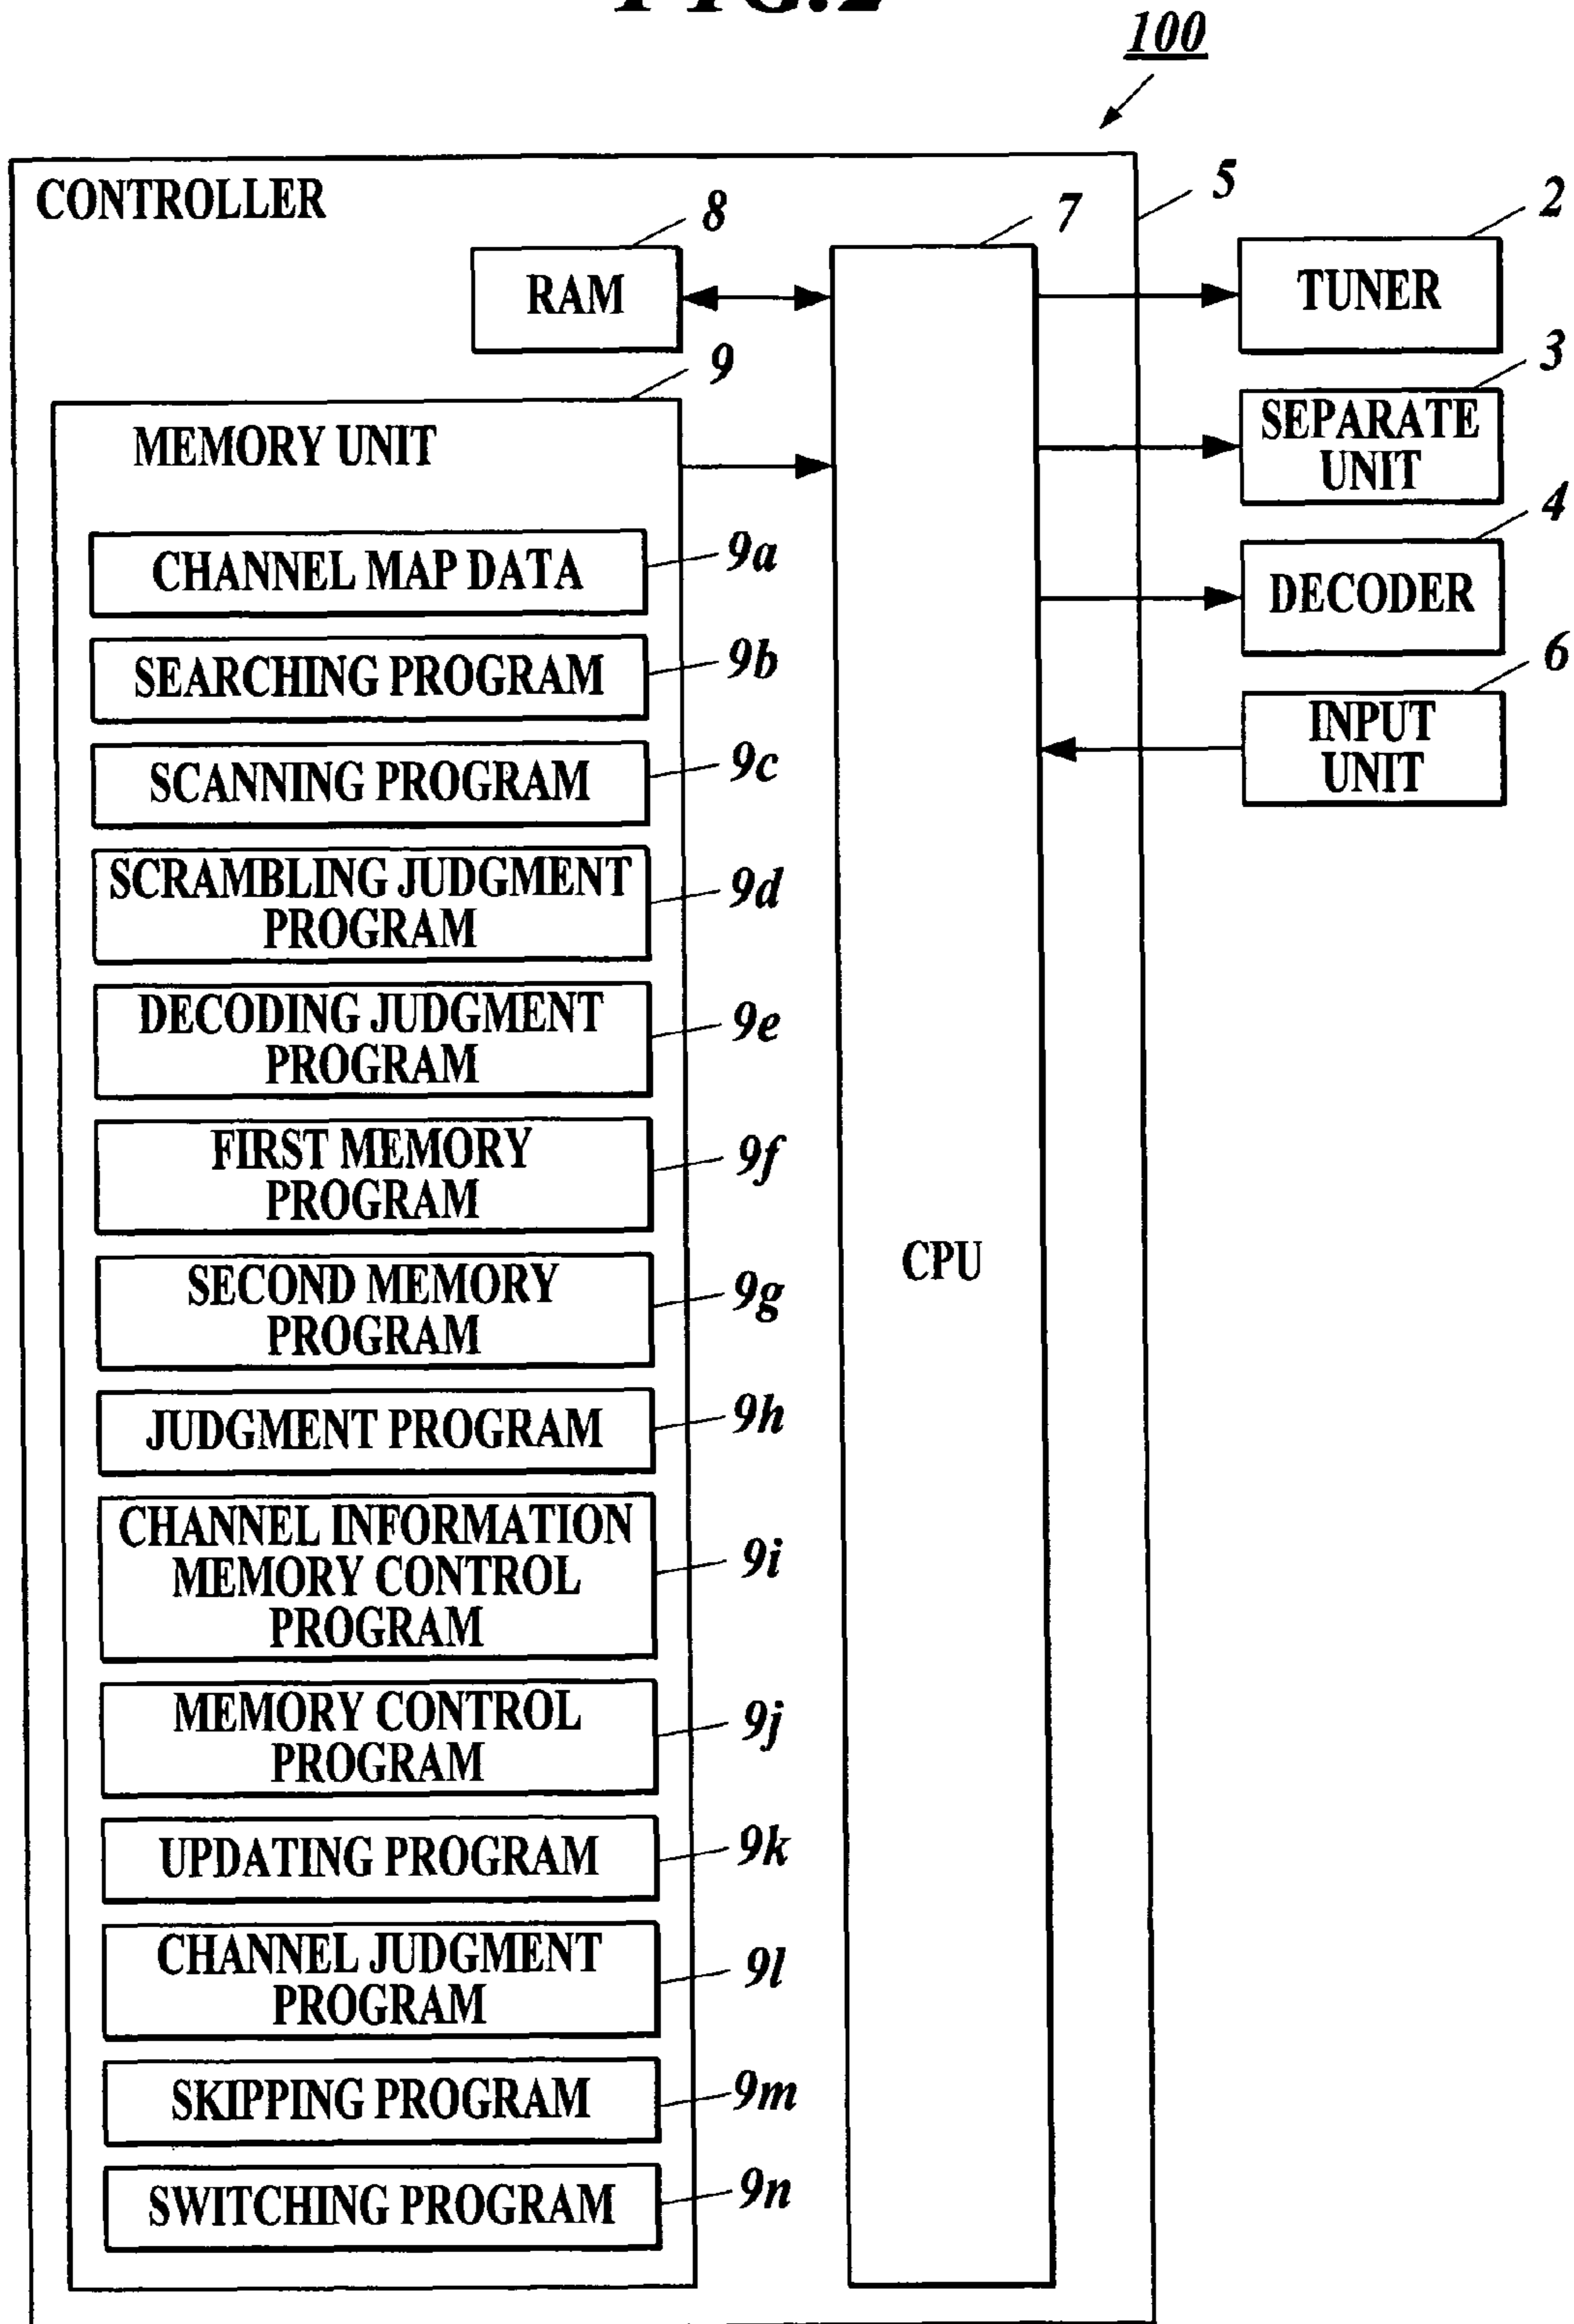 FIG.2
100
CONTROLLER
8
7
5
2
RAM
TUNER
9
3
MEMORY UNIT
SEPARATE
UNIT
4
CHANNEL MAP DATA
9a
DECODER
SEARCHING PROGRAM
9b
6
SCANNING PROGRAM
9c
INPUT
UNIT
SCRAMBLING JUDGMENT
PROGRAM
9d
DECODING JUDGMENT
PROGRAM
9e
FIRST MEMORY
PROGRAM
9f
SECOND MEMORY
PROGRAM
9g
CPU
JUDGMENT PROGRAM
9h
CHANNEL INFORMATION
MEMORY CONTROL
PROGRAM
9i
MEMORY CONTROL
PROGRAM
9j
UPDATING PROGRAM
9k
CHANNEL JUDGMENT
PROGRAM
9l
SKIPPING PROGRAM
9m
SWITCHING PROGRAM
9n